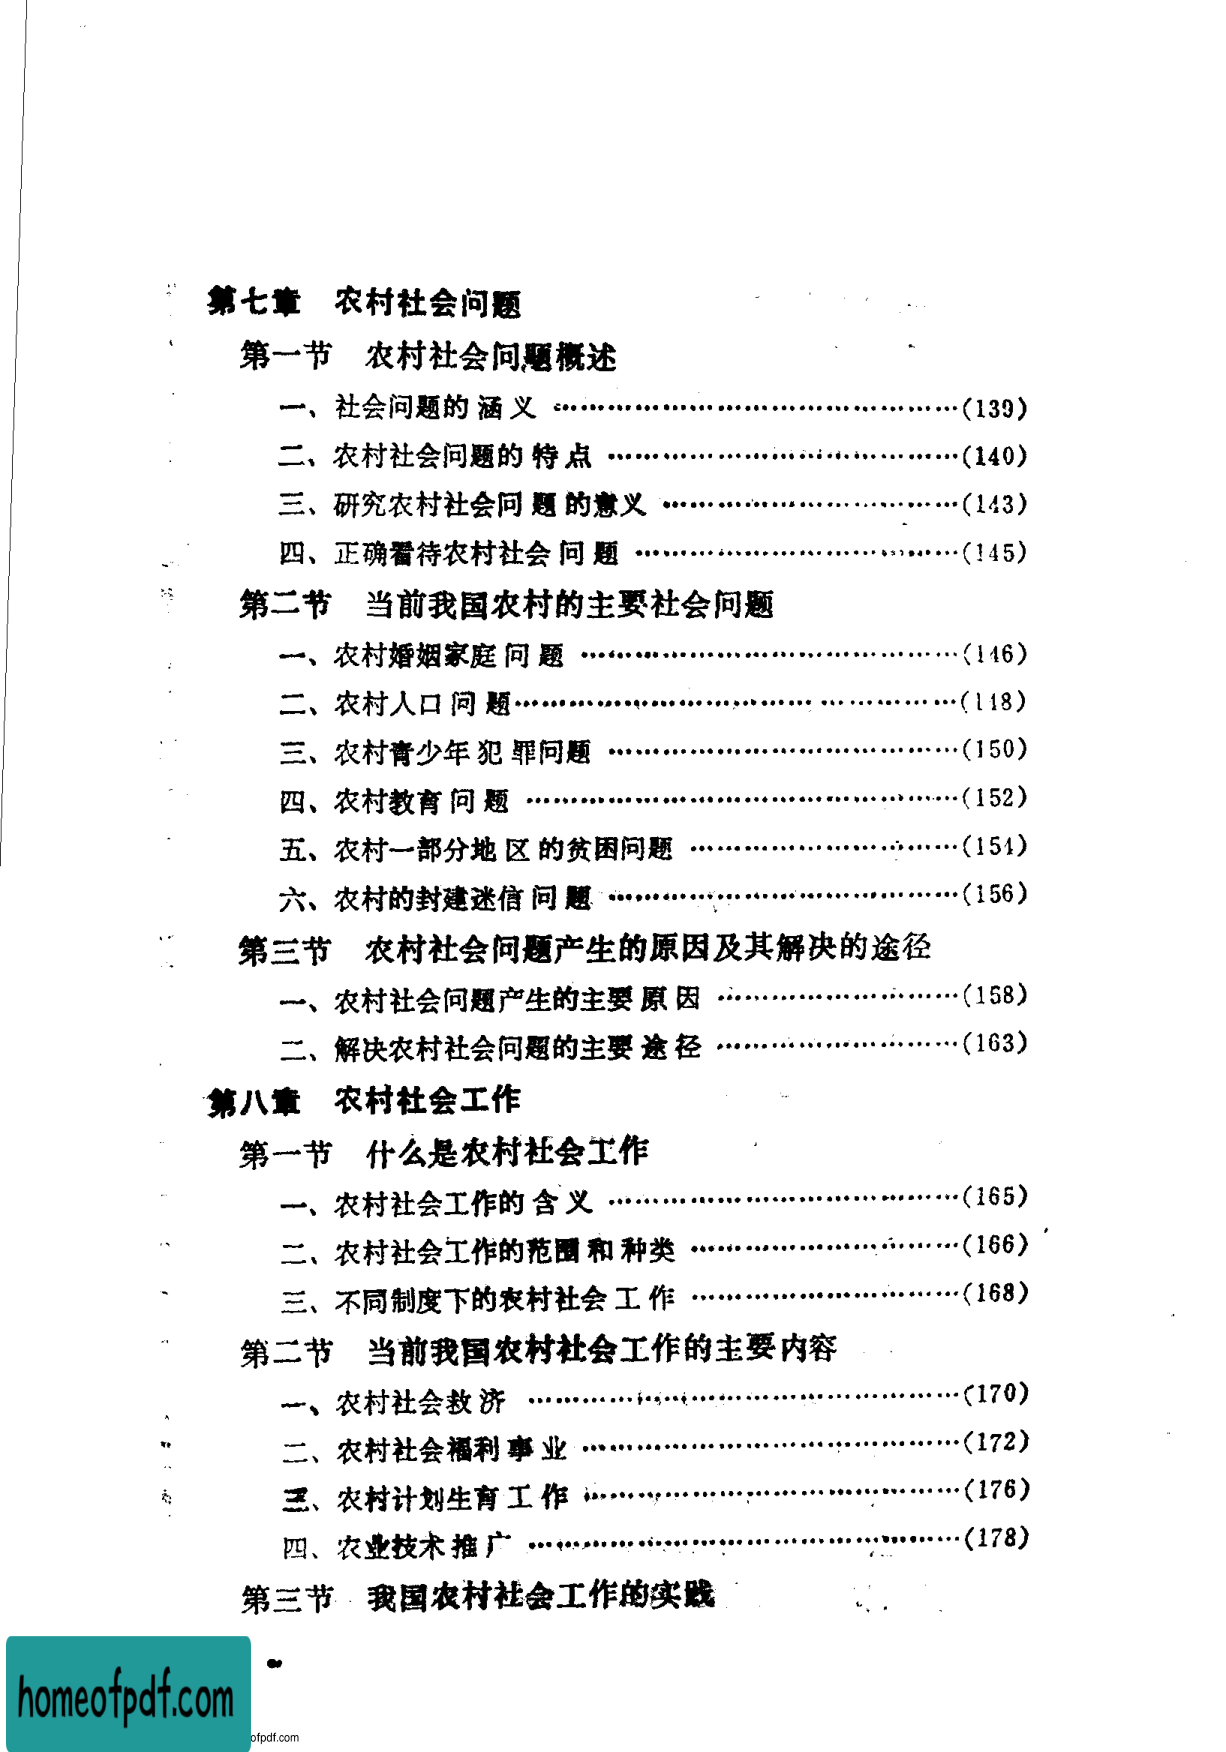 第七章　农村社会问题
第一节　农村社会问题概述
一、社会问题的涵义 ……………………………………(139)
二、农村社会问题的特点 …………………………………(140)
三、研究农村社会问题的意义 ……………………………(143)
四、正确看待农村社会问题 ………………………………(145)
第二节　当前我国农村的主要社会问题
一、农村婚姻家庭问题 ……………………………………(146)
二、农村人口问题…………………………………………(148)
三、农村青少年犯罪问题 …………………………………(150)
四、农村教育问题 …………………………………………(152)
五、农村一部分地区的贫困问题 …………………………(154)
六、农村的封建迷信问题 …………………………………(156)
第三节　农村社会问题产生的原因及其解决的途径
一、农村社会问题产生的主要原因 ………………………(158)
二、解决农村社会问题的主要途径 ………………………(163)
第八章　农村社会工作
第一节　什么是农村社会工作
一、农村社会工作的含义 …………………………………(165)
二、农村社会工作的范围和种类 …………………………(166)
三、不同制度下的农村社会工作 …………………………(168)
第二节　当前我国农村社会工作的主要内容
一、农村社会救济 …………………………………………(170)
二、农村社会福利事业 ……………………………………(172)
三、农村计划生育工作 ……………………………………(176)
四、农业技术推广 …………………………………………(178)
第三节　我国农村社会工作的实践
homeofpdf.com
ofpdf.com